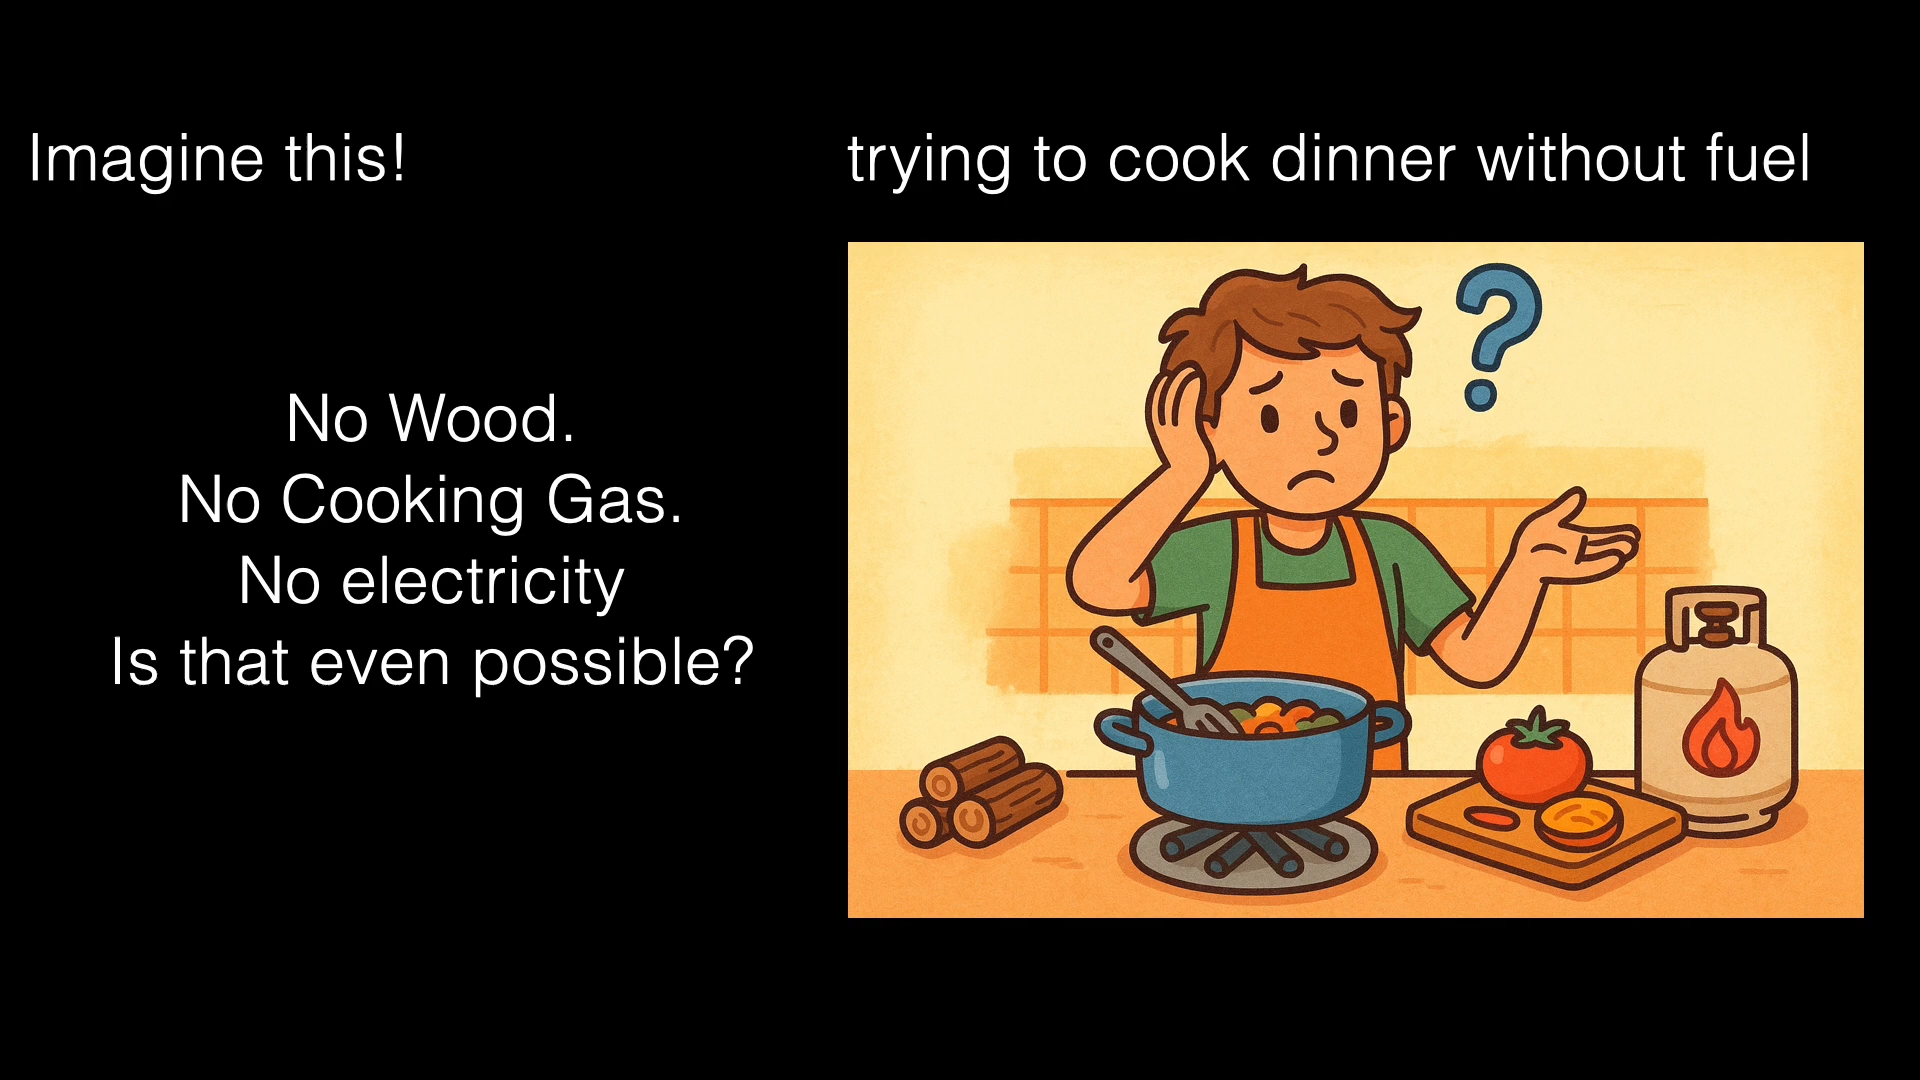 Imagine this!
trying to cook dinner without fuel
No Wood.
No Cooking Gas.
No electricity
Is that even possible?
?